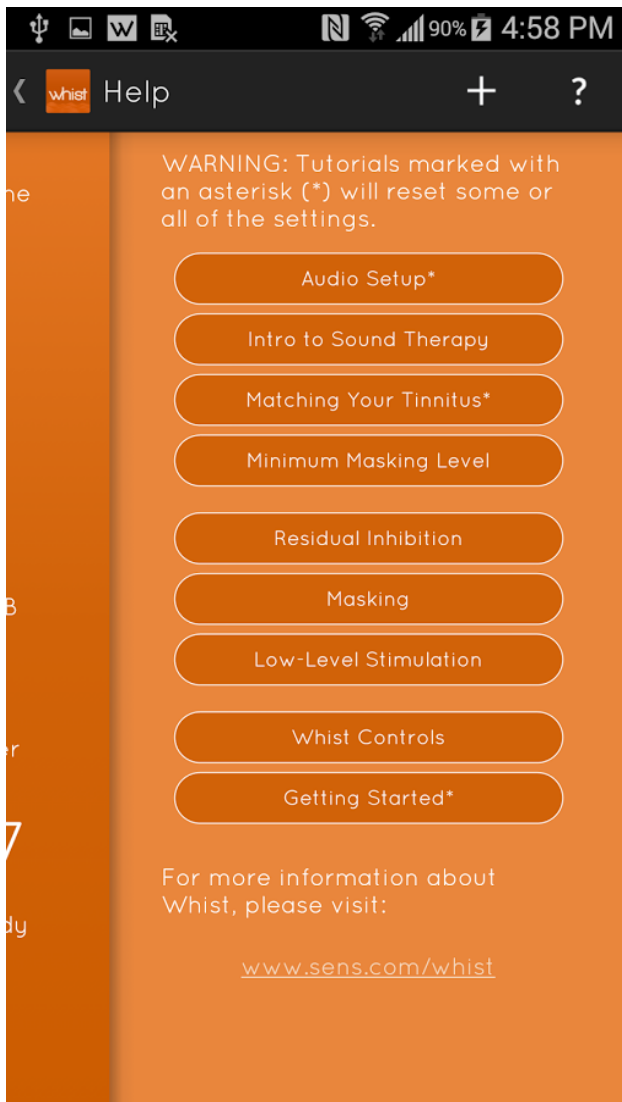 90% 4:58 PM
whist Help + ?
WARNING: Tutorials marked with
an asterisk (*) will reset some or
all of the settings.
Audio Setup*
Intro to Sound Therapy
Matching Your Tinnitus*
Minimum Masking Level
Residual Inhibition
Masking
Low-Level Stimulation
Whist Controls
Getting Started*
For more information about
Whist, please visit:
www.sens.com/whist
7
dy